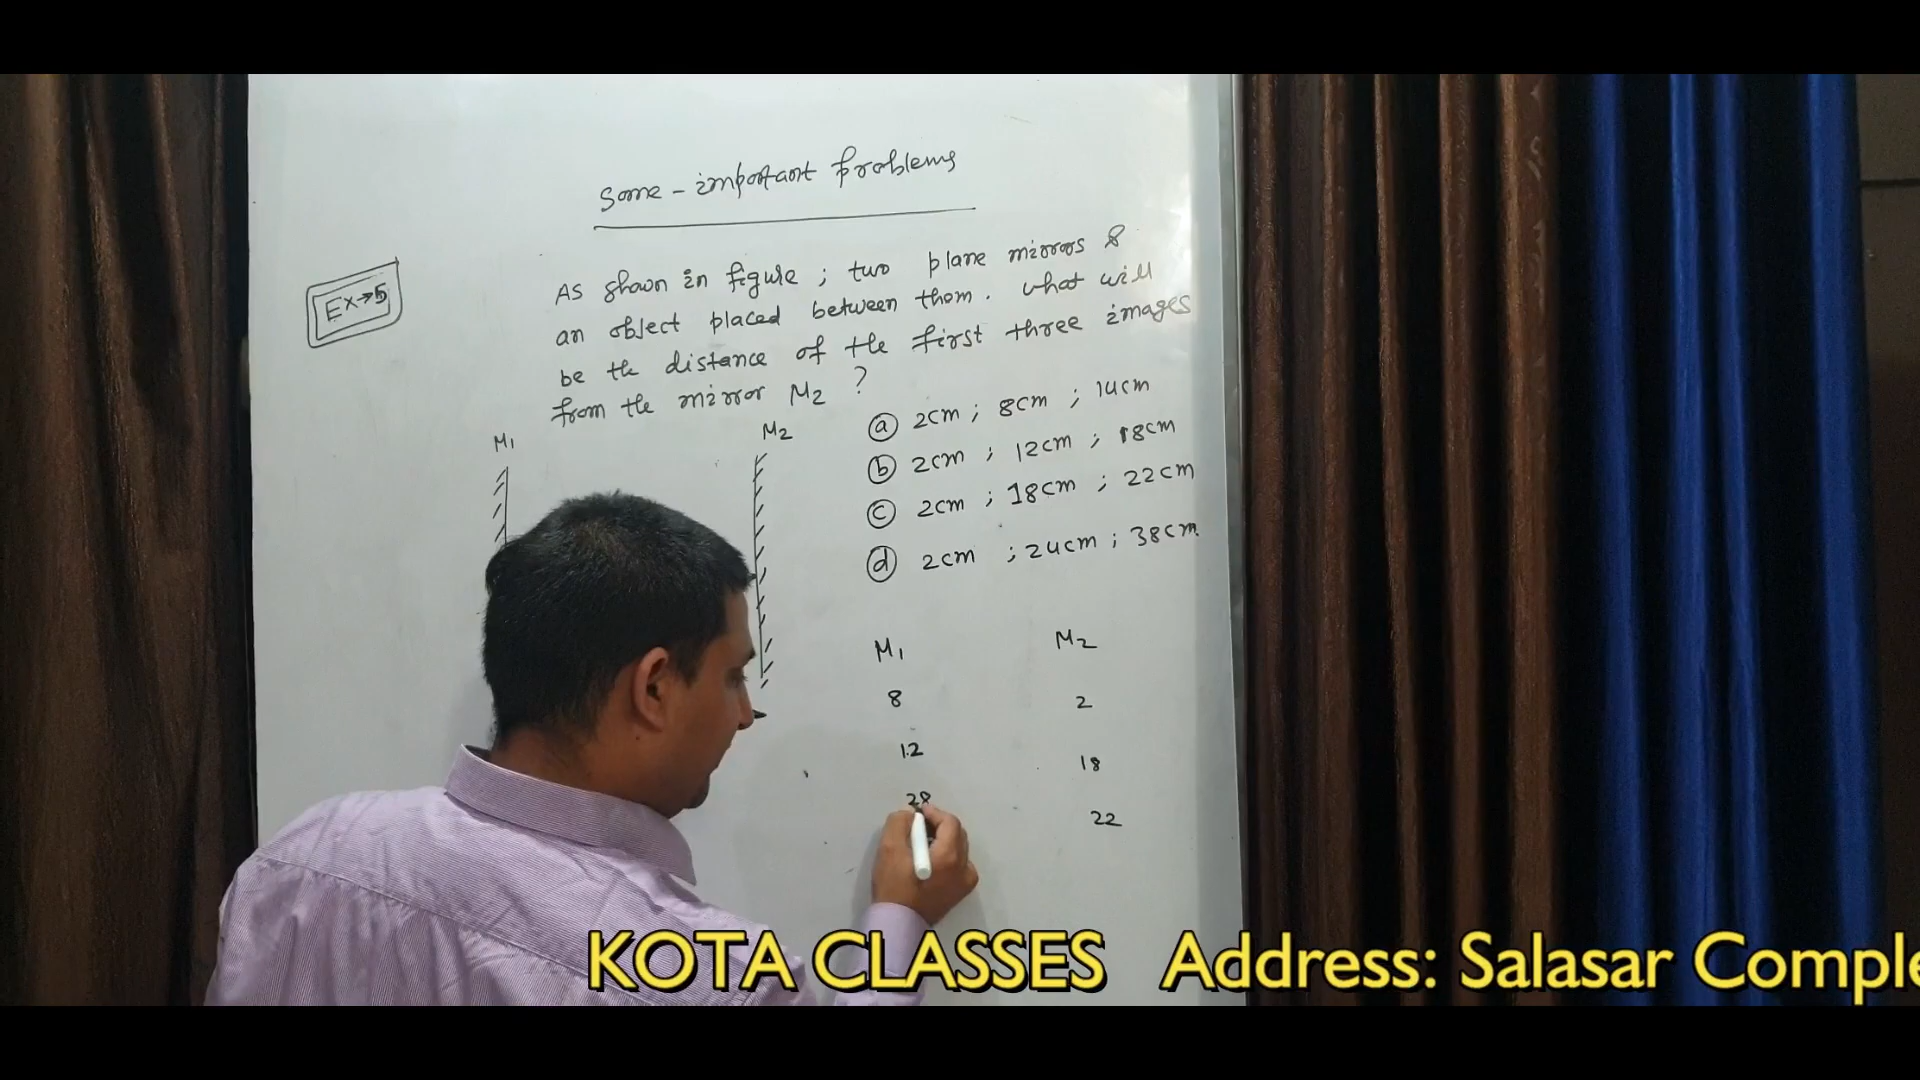 Some - important problems
Ex→5
As shown in figure ; two plane mirrors &
an object placed between them. What will
be the distance of the first three images
from the mirror M2 ?
(a) 2cm ; 8cm ; 14cm
(b) 2cm ; 12cm ; 18cm
(c) 2cm ; 18cm ; 22cm
(d) 2cm ; 24cm ; 38cm
M1 M2
M1 M2
8 2
12 18
28 22
KOTA CLASSES Address: Salasar Comple